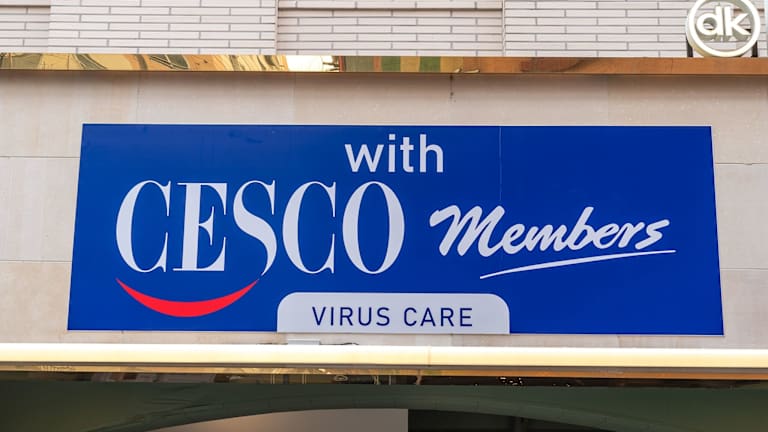 dk
with
CESCO Members
VIRUS CARE